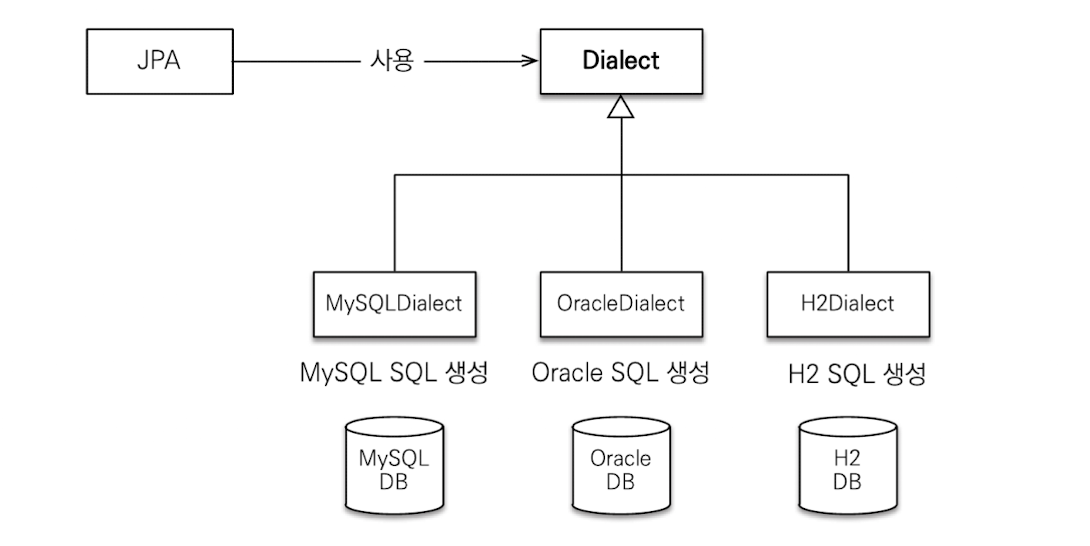 JPA
사용
Dialect
MySQLDialect
OracleDialect
H2Dialect
MySQL SQL 생성
Oracle SQL 생성
H2 SQL 생성
MySQL
DB
Oracle
DB
H2
DB